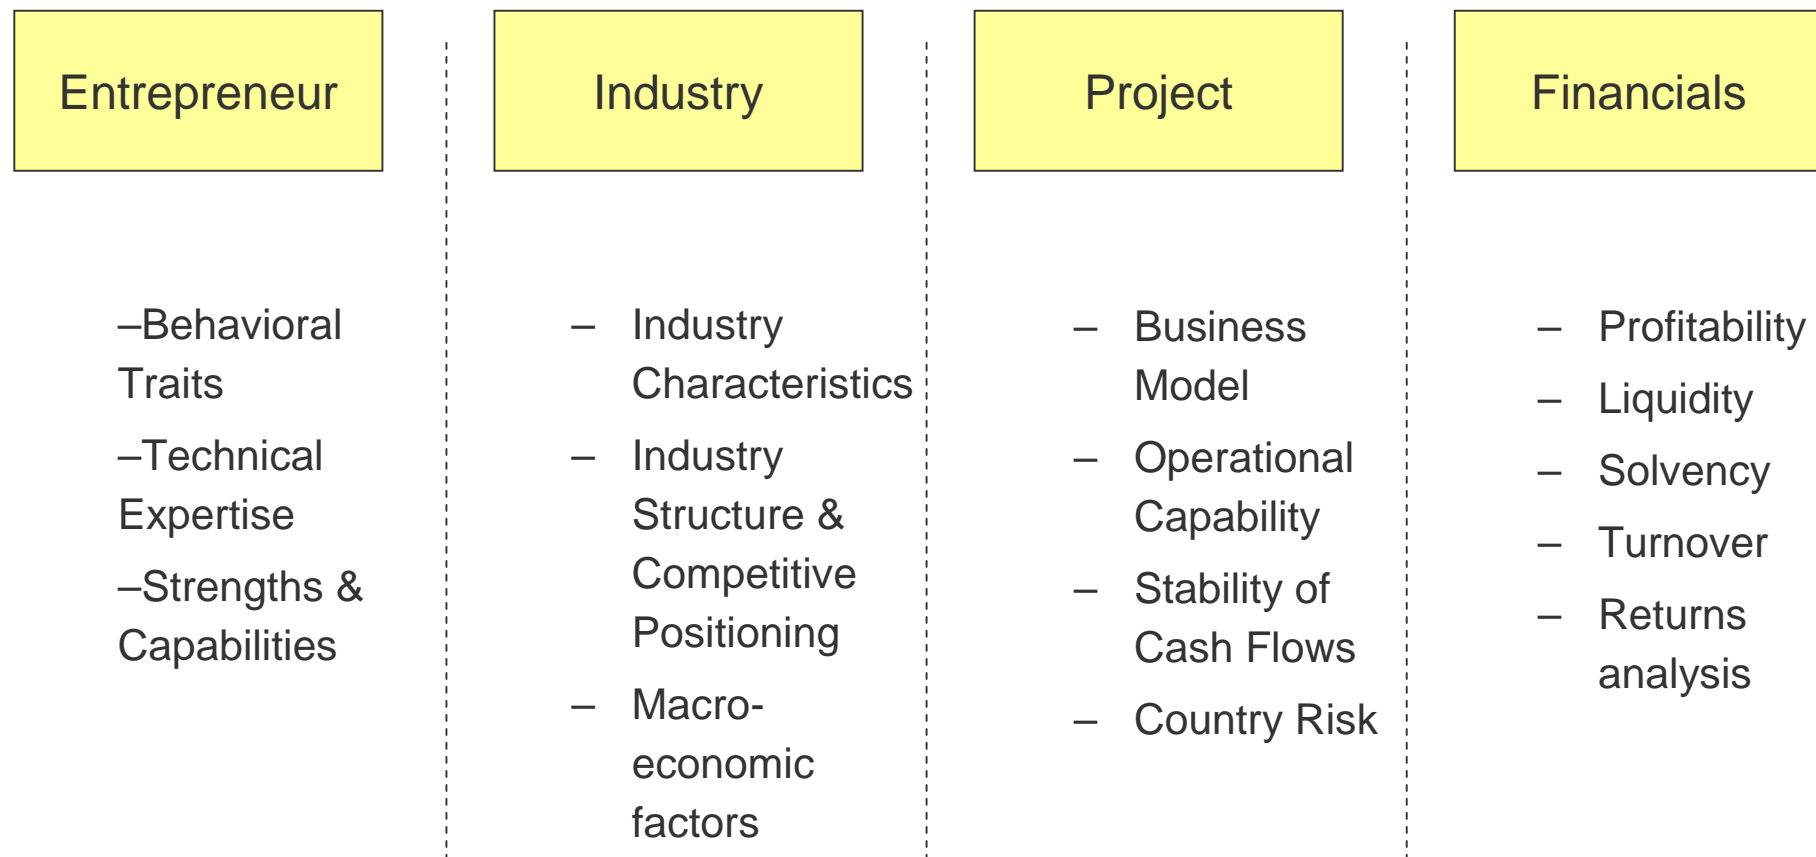 Entrepreneur
–Behavioral
Traits
–Technical
Expertise
–Strengths &
Capabilities
Industry
– Industry
Characteristics
– Industry
Structure &
Competitive
Positioning
– Macro-
economic
factors
Project
– Business
Model
– Operational
Capability
– Stability of
Cash Flows
– Country Risk
Financials
– Profitability
– Liquidity
– Solvency
– Turnover
– Returns
analysis